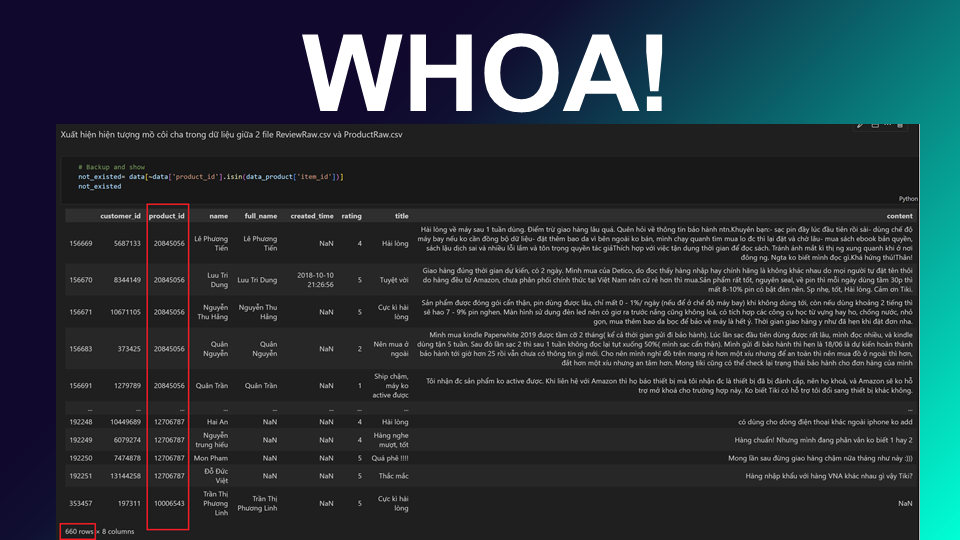 WHOA!
Xuất hiện hiện tượng mồ côi cha trong dữ liệu giữa 2 file ReviewRaw.csv và ProductRaw.csv
# Backup and show
not_existed= data[~data['product_id'].isin(data_product['item_id'])]
not_existed
Python
customer_id product_id name full_name created_time rating title content
156669 5687133 20845056 Lê Phương Tiến Lê Phương Tiến NaN 4 Hài lòng
Hài lòng về máy sau 1 tuần dùng. Điểm trừ giao hàng lâu quá. Quên hỏi về thông tin bảo hành ntn.Khuyên bạn:- sạc pin đầy lúc đầu tiên rồi sài- dùng chế độ
máy bay nếu ko cần đồng bộ dữ liệu- đặt thêm bao da vì bên ngoài ko bán, mình chạy quanh tìm mua lo đc thì lại đặt và chờ lâu- mua sách ebook bản quyền,
sách lậu dịch sai và nhiều lỗi lắm và tôn trọng quyền tác giảThích hợp với việc tận dụng thời gian để đọc sách. Tránh ánh mắt kì thị ng xung quanh khi ở nơi
đông ng. Ngta ko biết mình đọc gì.Khá hứng thú!Thân!
156670 8344149 20845056 Luu Tri Dung Luu Tri Dung 2018-10-10 21:26:56 5 Tuyệt vời
Giao hàng đúng thời gian dự kiến, có 2 ngày. Mình mua của Detico, do đọc thấy hàng nhập hay chính hãng là không khác nhau do mọi người tự đặt tên thôi
do hàng đều từ Amazon, chưa phân phối chính thức tại Việt Nam nên cứ rẻ hơn thì mua.Sản phẩm rất tốt, nguyên seal, về pin thì mỗi ngày dùng tầm 30p thì
mất 8-10% pin có bật đèn nền. Sp nhẹ, tốt, Hài lòng. Cảm ơn Tiki.
156671 10671105 20845056 Nguyễn Thu Hằng Nguyễn Thu Hằng NaN 5 Cực kì hài lòng
Sản phẩm được đóng gói cẩn thận, pin dùng được lâu, chỉ mất 0 - 1%/ ngày (nếu để ở chế độ máy bay) khi không dùng tới, còn nếu dùng khoảng 2 tiếng thì
sẽ hao 7 - 9% pin nghen. Màn hình sử dụng đèn led nên có giơ ra trước nắng cũng không loá, có tích hợp các công cụ học từ vựng hay ho, chống nước, nhỏ
gọn, mua thêm bao da bọc để bảo vệ máy là hết ý. Thời gian giao hàng y như đã hẹn khi đặt đơn nha.
156683 373425 20845056 Quân Nguyễn Quân Nguyễn NaN 2 Nên mua ở ngoài
Mình mua kindle Paperwhite 2019 được tầm cỡ 2 tháng( kể cả thời gian gửi đi bảo hành). Lúc lần sạc đầu tiên dùng được rất lâu, mình đọc nhiều, và kindle
dùng tận 5 tuần. Sau đó lần sạc 2 thì sau 1 tuần không đọc lại tụt xuống 50%( mình sạc cẩn thận). Mình gửi đi bảo hành thì hẹn là 18/06 là dự kiến hoàn thành
bảo hành tới giờ hơn 25 rồi vẫn chưa có thông tin gì mới. Cho nên mình nghĩ đồ trên mạng rẻ hơn một xíu nhưng để an toàn thì nên mua đồ ở ngoài thì hơn,
đắt hơn một xíu nhưng an tâm hơn. Mong tiki cũng có thể check lại trạng thái bảo hành cho đơn hàng của mình
156691 1279789 20845056 Quân Trần Quân Trần NaN 1 Ship chậm, máy ko active được
Tôi nhận đc sản phẩm ko active được. Khi liên hệ với Amazon thì họ báo thiết bị mà tôi nhận đc là thiết bị đã bị đánh cắp, nên họ khoá, và Amazon sẽ ko hỗ
trợ mở khoá cho trường hợp này. Ko biết Tiki có hỗ trợ tôi đổi sang thiết bị khác không.
... ... ... ... ... ... ... ... ...
192248 10449689 12706787 Hai An NaN NaN 4 Hài lòng có dùng cho dòng điện thoại khác ngoài iphone ko add
192249 6079274 12706787 Nguyễn trung hiếu NaN NaN 4 Hàng nghe mượt, tốt Hàng chuẩn! Nhưng mình đang phân vân ko biết 1 hay 2
192250 7474878 12706787 Mon Pham NaN NaN 5 Quá phê !!!! Mong lần sau đừng giao hàng chậm nữa tháng như này :)))
192251 13144258 12706787 Đỗ Đức Việt NaN NaN 5 Thắc mắc Hàng nhập khẩu với hàng VNA khác nhau gì vậy Tiki?
353457 197311 10006543 Trần Thị Phương Linh Trần Thị Phương Linh NaN 5 Cực kì hài lòng NaN
660 rows × 8 columns